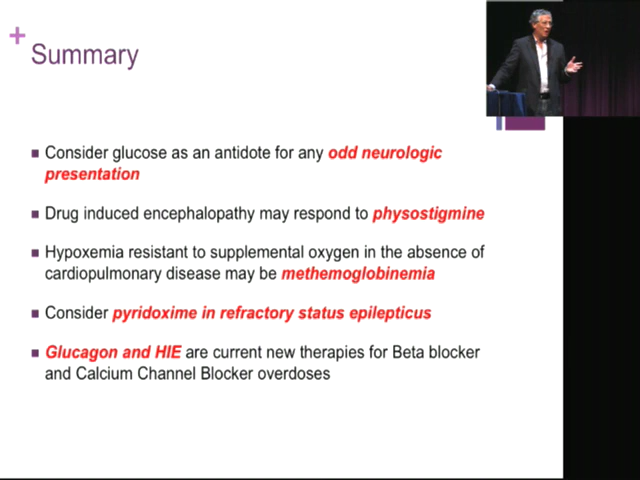 +
Summary
Consider glucose as an antidote for any odd neurologic
presentation
Drug induced encephalopathy may respond to physostigmine
Hypoxemia resistant to supplemental oxygen in the absence of
cardiopulmonary disease may be methemoglobinemia
Consider pyridoxime in refractory status epilepticus
Glucagon and HIE are current new therapies for Beta blocker
and Calcium Channel Blocker overdoses